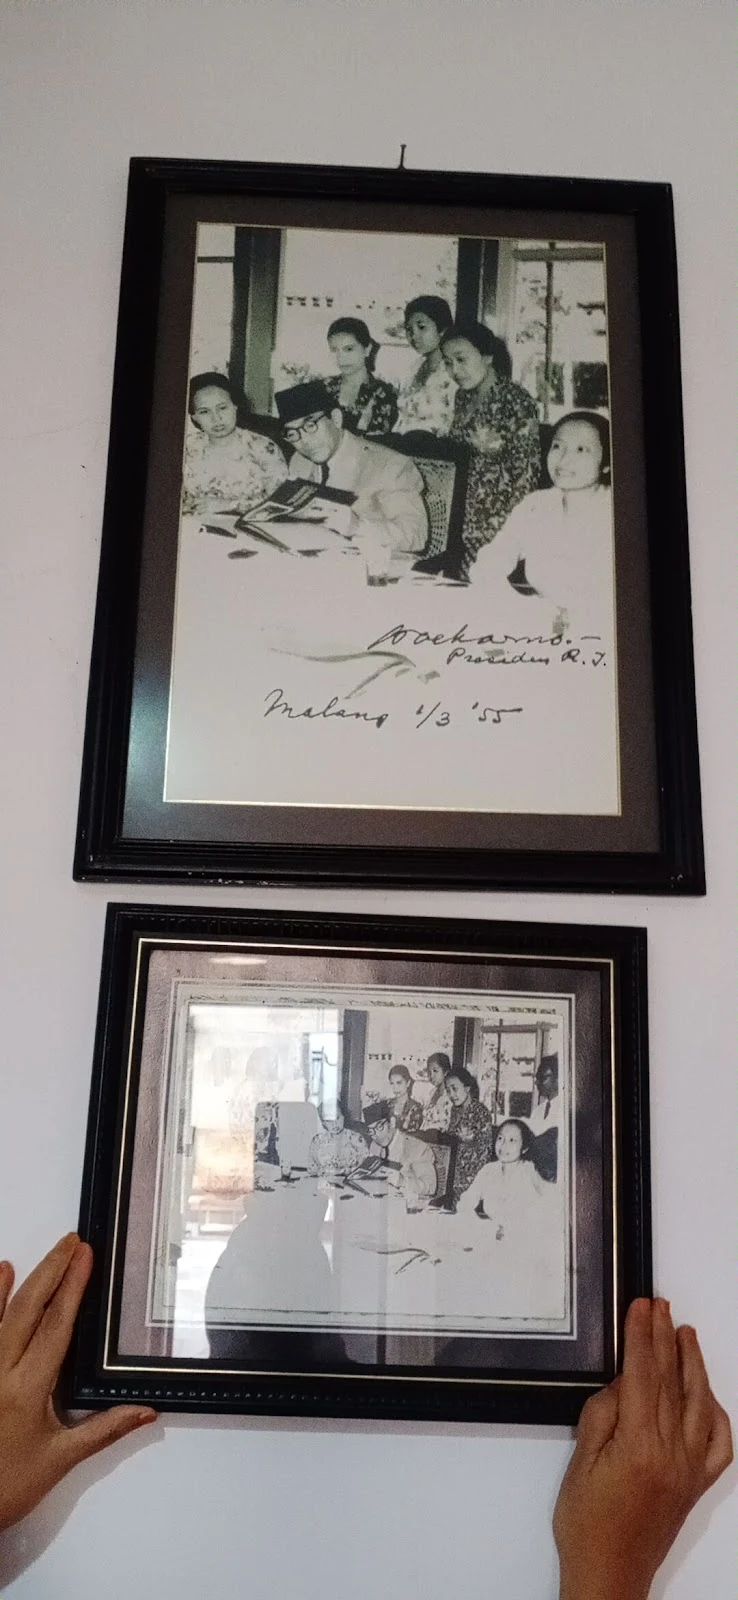 Soekarno.—
Presiden R.I.
Malang 1/3 '55